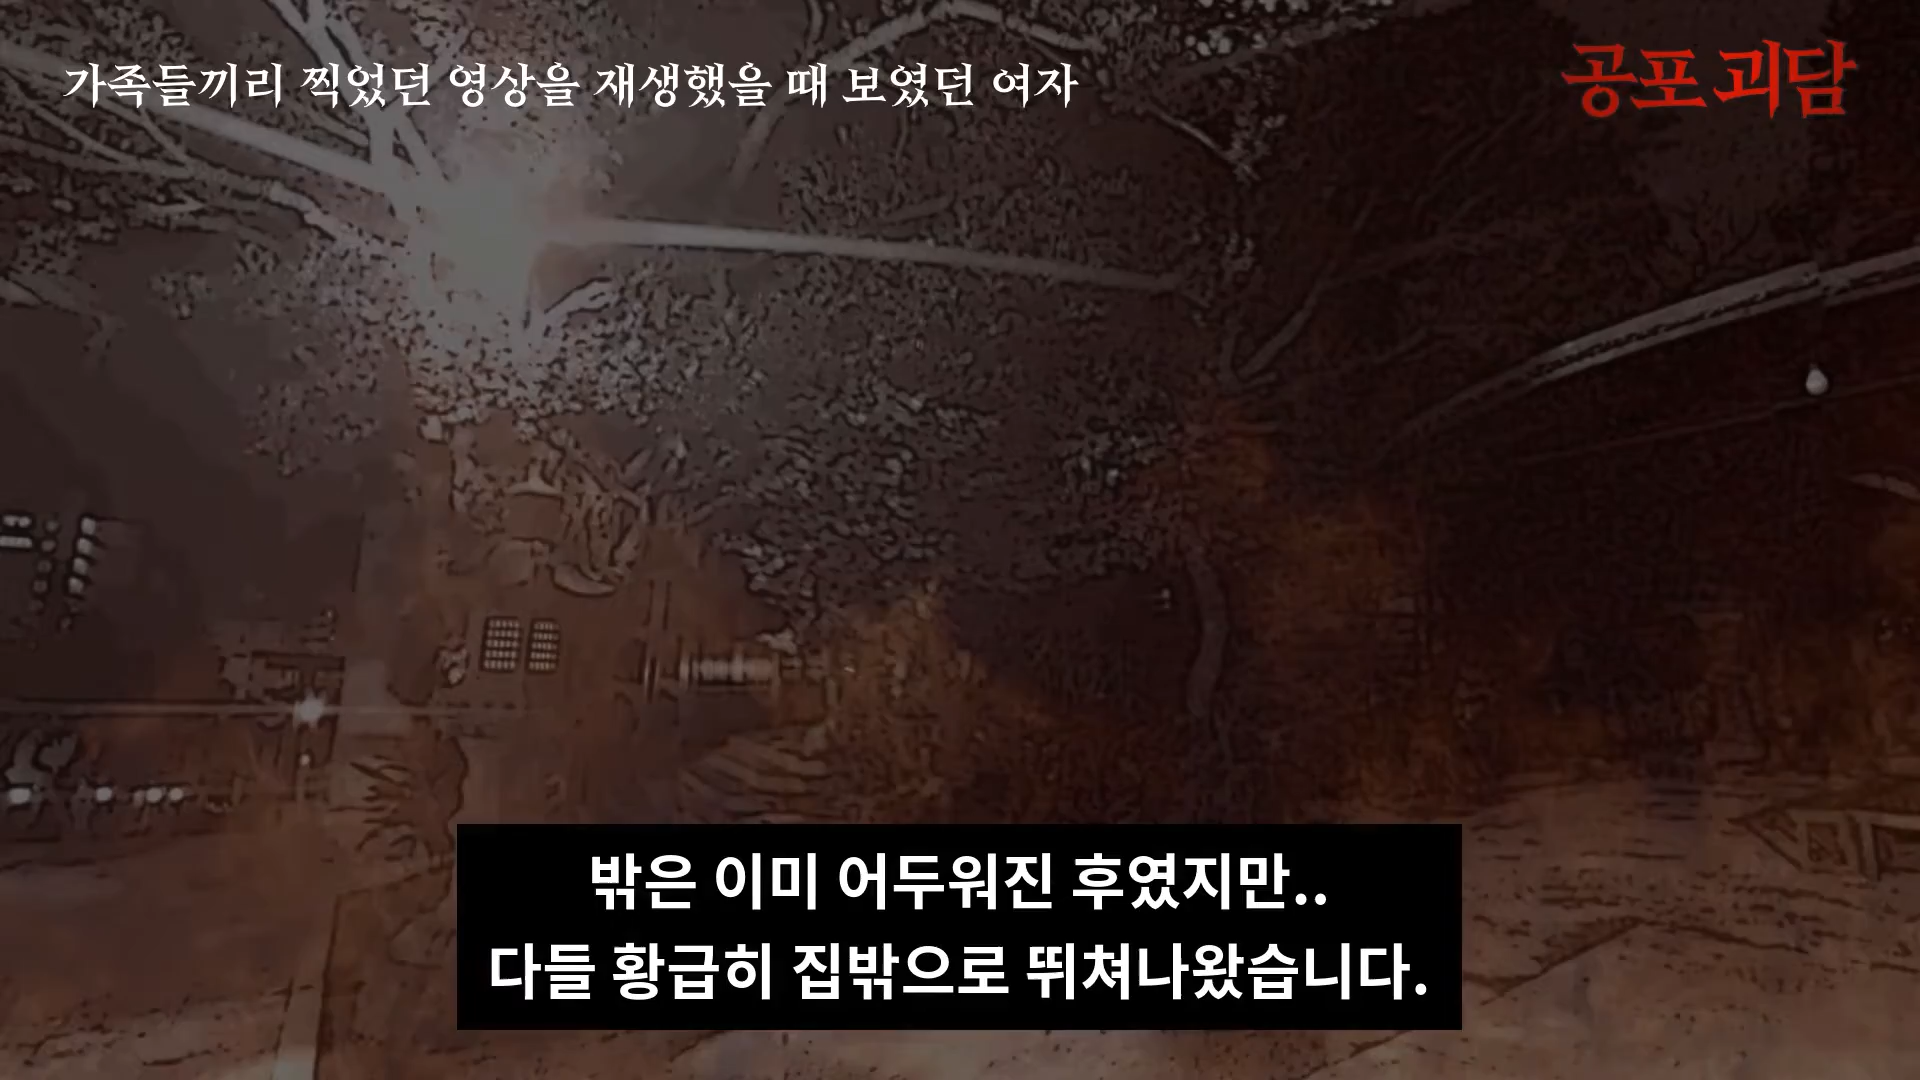 가족들끼리 찍었던 영상을 재생했을 때 보였던 여자
공포 괴담
밖은 이미 어두워진 후였지만..
다들 황급히 집밖으로 뛰쳐나왔습니다.